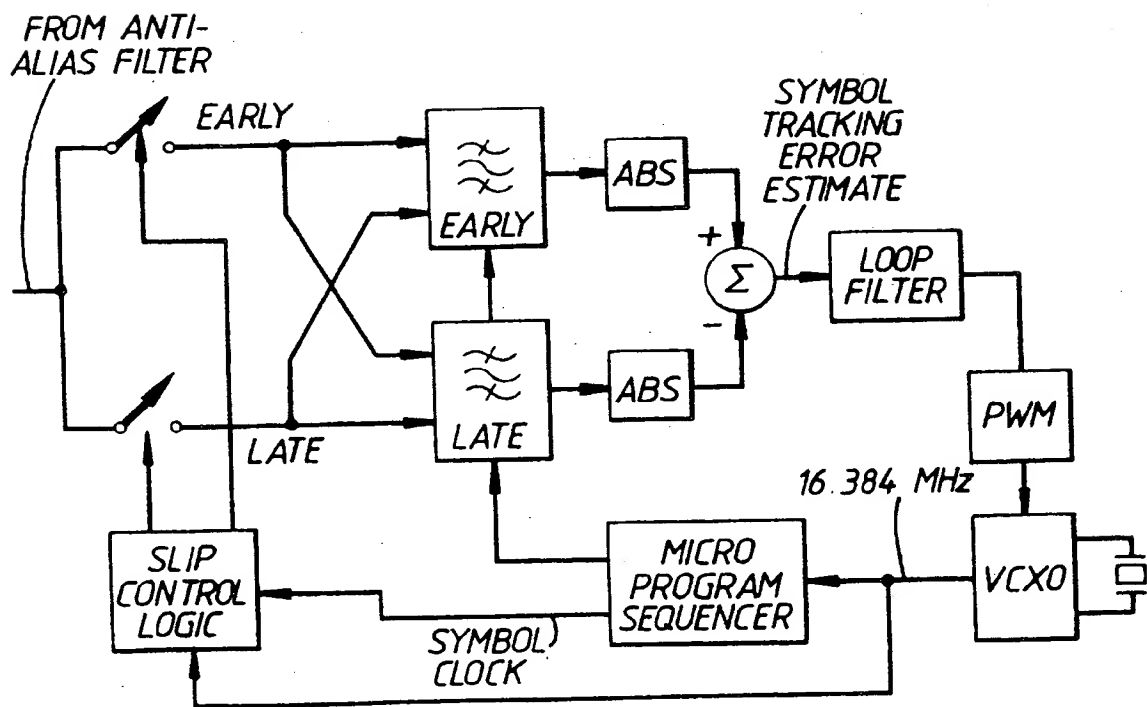 FROM ANTI-
ALIAS FILTER
EARLY
SYMBOL
TRACKING
ERROR
ESTIMATE
ABS
EARLY
+
Σ
-
LOOP
FILTER
ABS
LATE
LATE
PWM
16.384 MHz
SLIP
CONTROL
LOGIC
MICRO
PROGRAM
SEQUENCER
VCXO
SYMBOL
CLOCK